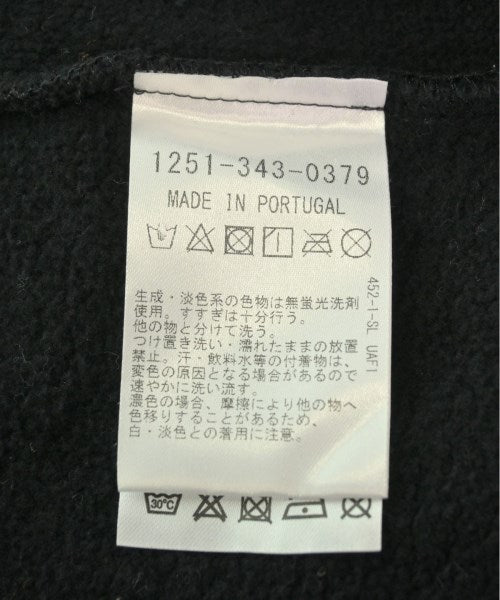 1251-343-0379
MADE IN PORTUGAL
生成・淡色系の色物は無蛍光洗剤
使用。すすぎは十分行う。
他の物と分けて洗う。
つけ置き洗い・濡れたままの放置
禁止。汗・飲料水等の付着物は、
変色の原因となる場合があるので
速やかに洗い流す。
濃色の場合、摩擦により他の物へ
色移りすることがあるため、
白・淡色との着用に注意。
452-1-SL UAF1
30°C